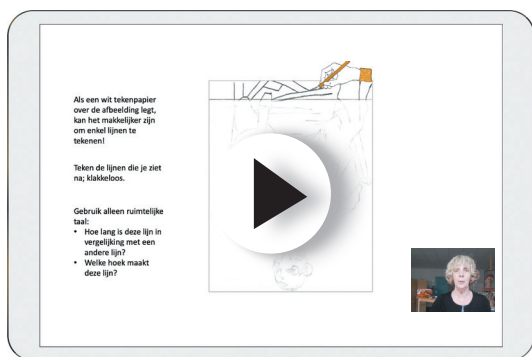 Als een wit tekenpapier
over de afbeelding legt,
kan het makkelijker zijn
om enkel lijnen te
tekenen!
Teken de lijnen die je ziet
na; klakkeloos.
Gebruik alleen ruimtelijke
taal:
• Hoe lang is deze lijn in
vergelijking met een
andere lijn?
• Welke hoek maakt
deze lijn?